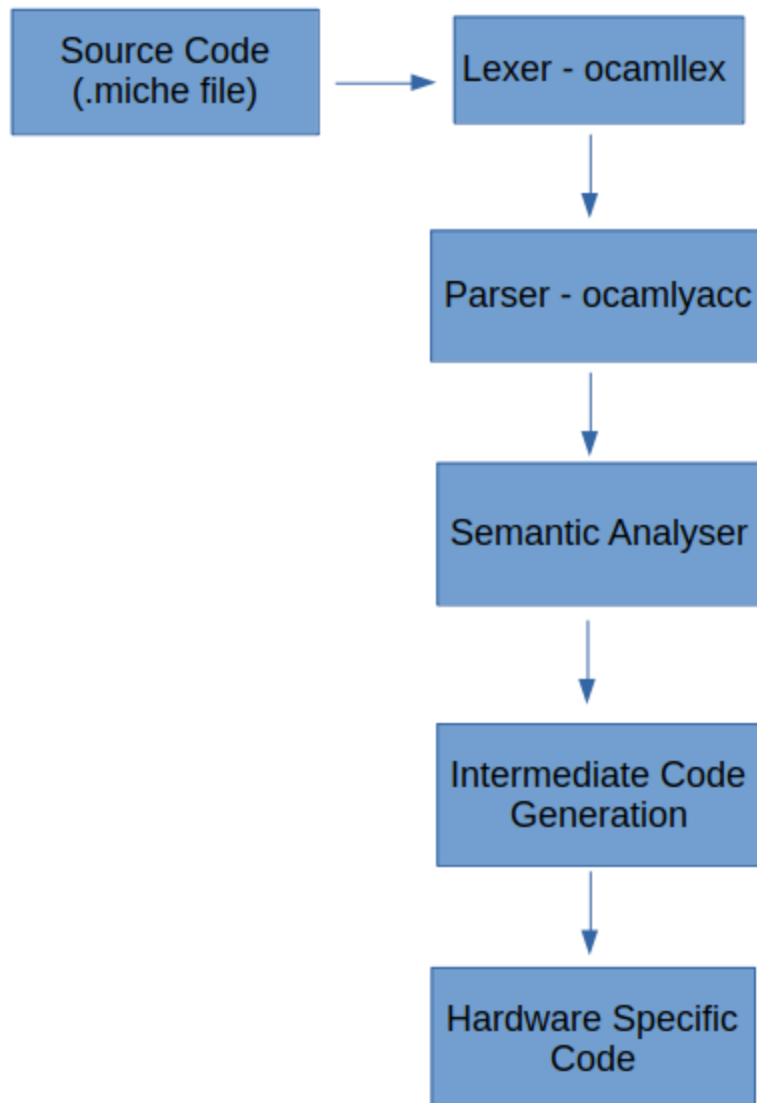 Source Code
(.miche file)
Lexer - ocamllex
Parser - ocamlyacc
Semantic Analyser
Intermediate Code
Generation
Hardware Specific
Code